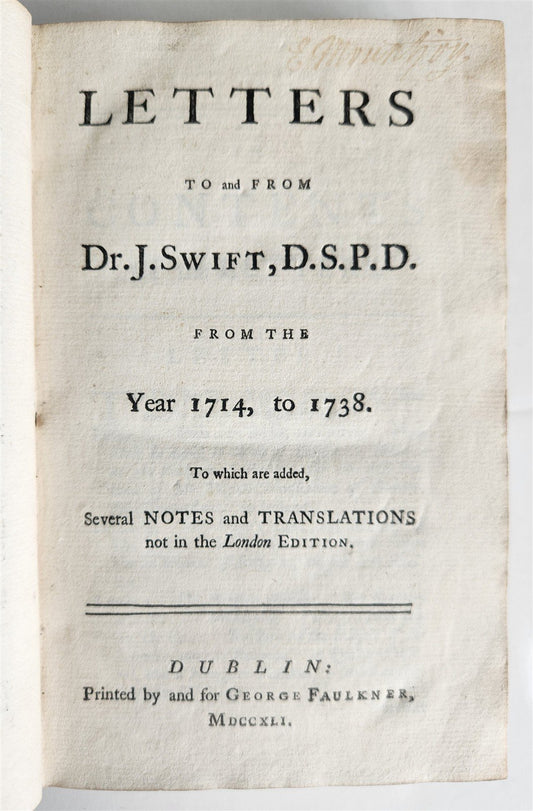 LETTERS
TO and FROM
Dr. J. SWIFT, D.S.P.D.
FROM THE
Year 1714, to 1738.
To which are added,
Several NOTES and TRANSLATIONS
not in the London EDITION.
DUBLIN:
Printed by and for GEORGE FAULKNER,
MDCCXLI.